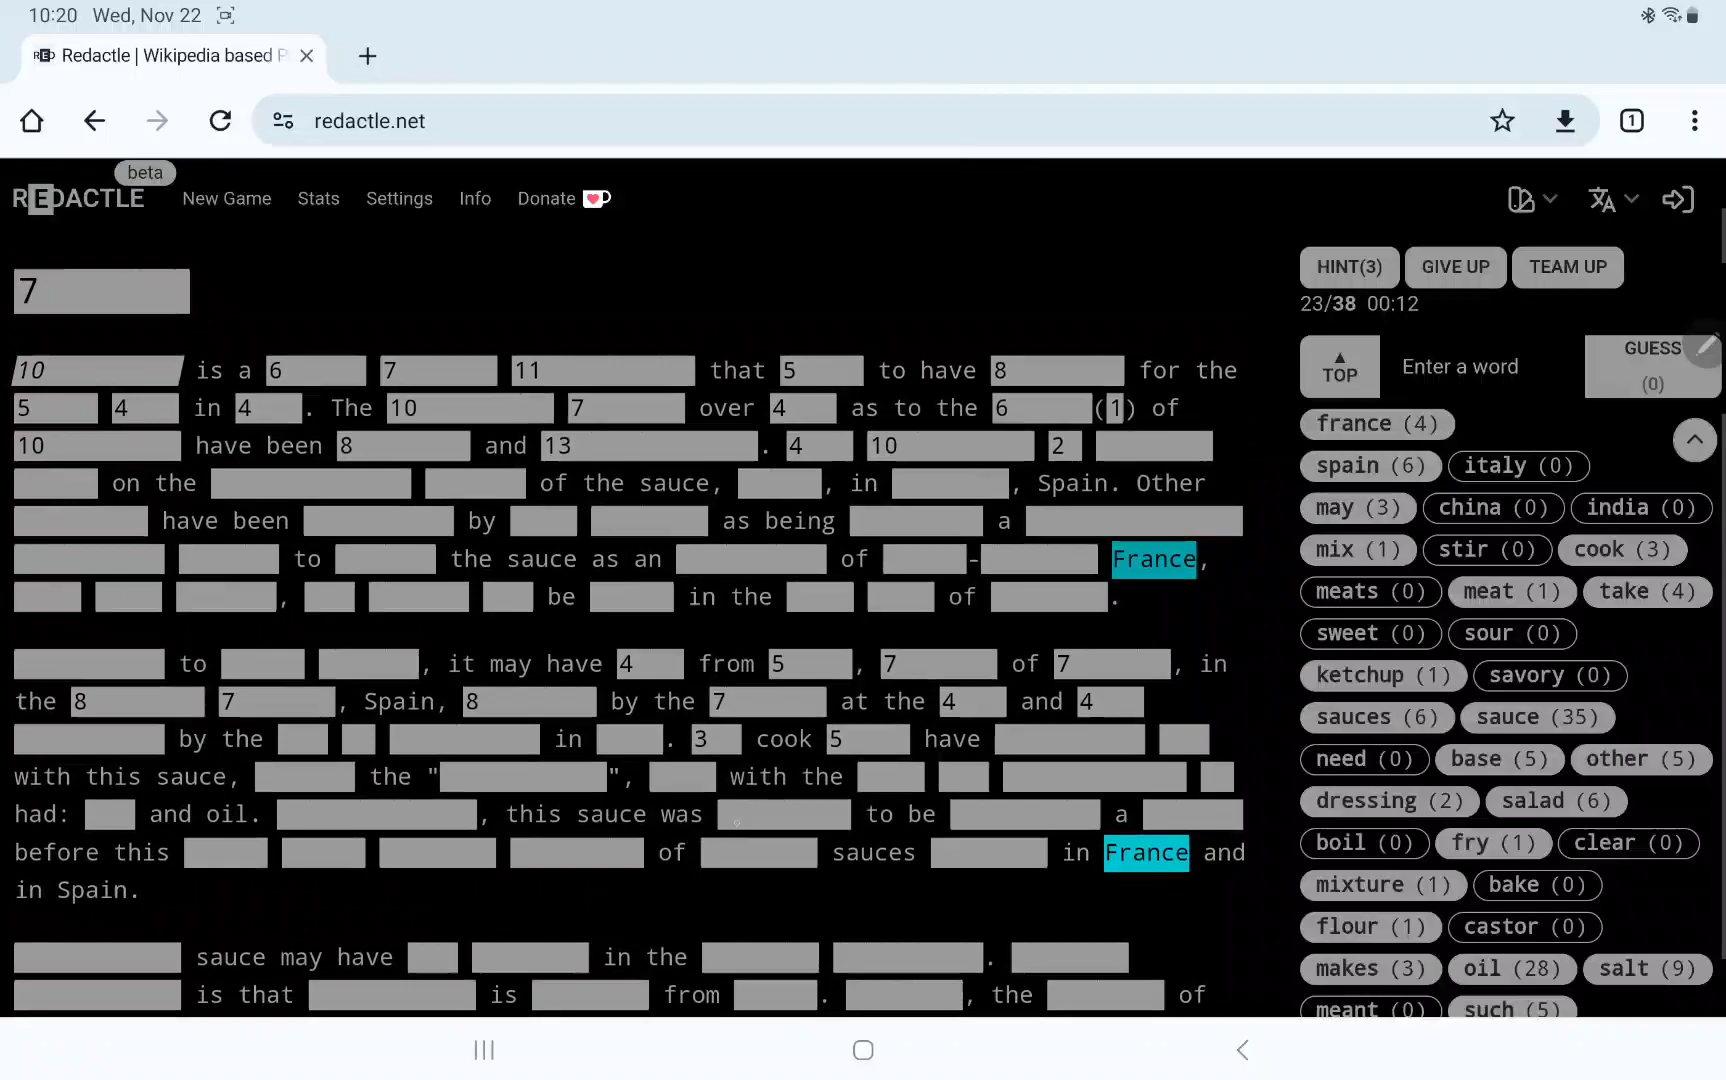 10:20 Wed, Nov 22
RED Redactle | Wikipedia based P
redactle.net
1
beta
REDACTLE New Game Stats Settings Info Donate
HINT(3) GIVE UP TEAM UP
23/38 00:12
TOP Enter a word GUESS (0)
7
10 is a 6 7 11 that 5 to have 8 for the
5 4 in 4 . The 10 7 over 4 as to the 6 (1) of
10 have been 8 and 13 . 4 10 2
on the of the sauce, , in , Spain. Other
have been by as being a
to the sauce as an of - France,
, be in the of .
to , it may have 4 from 5 , 7 of 7 , in
the 8 7 , Spain, 8 by the 7 at the 4 and 4
by the in . 3 cook 5 have
with this sauce, the " ", with the
had: and oil. , this sauce was to be a
before this of sauces in France and
in Spain.
sauce may have in the .
is that is from . , the of
france (4)
spain (6) italy (0)
may (3) china (0) india (0)
mix (1) stir (0) cook (3)
meats (0) meat (1) take (4)
sweet (0) sour (0)
ketchup (1) savory (0)
sauces (6) sauce (35)
need (0) base (5) other (5)
dressing (2) salad (6)
boil (0) fry (1) clear (0)
mixture (1) bake (0)
flour (1) castor (0)
makes (3) oil (28) salt (9)
meant (0) such (5)